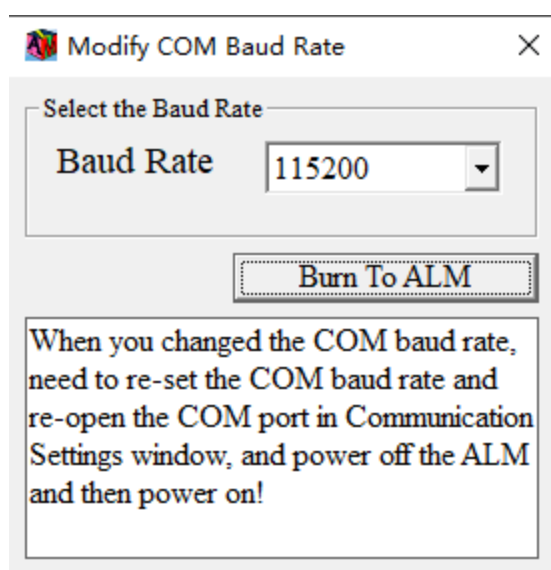 Modify COM Baud Rate
Select the Baud Rate
Baud Rate
115200
Burn To ALM
When you changed the COM baud rate,
need to re-set the COM baud rate and
re-open the COM port in Communication
Settings window, and power off the ALM
and then power on!